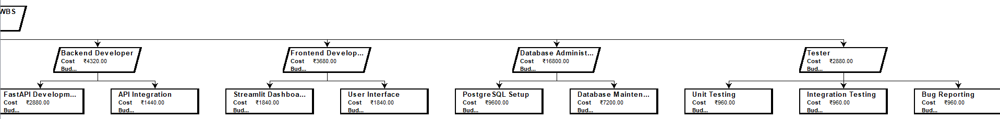 WBS
Backend Developer
Cost ₹4320.00
Bud...
Frontend Develop...
Cost ₹3680.00
Bud...
Database Administ...
Cost ₹16800.00
Bud...
Tester
Cost ₹2880.00
Bud...
FastAPI Developm...
Cost ₹2880.00
Bud...
API Integration
Cost ₹1440.00
Bud...
Streamlit Dashboa...
Cost ₹1840.00
Bud...
User Interface
Cost ₹1840.00
Bud...
PostgreSQL Setup
Cost ₹9600.00
Bud...
Database Mainten...
Cost ₹7200.00
Bud...
Unit Testing
Cost ₹960.00
Bud...
Integration Testing
Cost ₹960.00
Bud...
Bug Reporting
Cost ₹960.00
Bud...